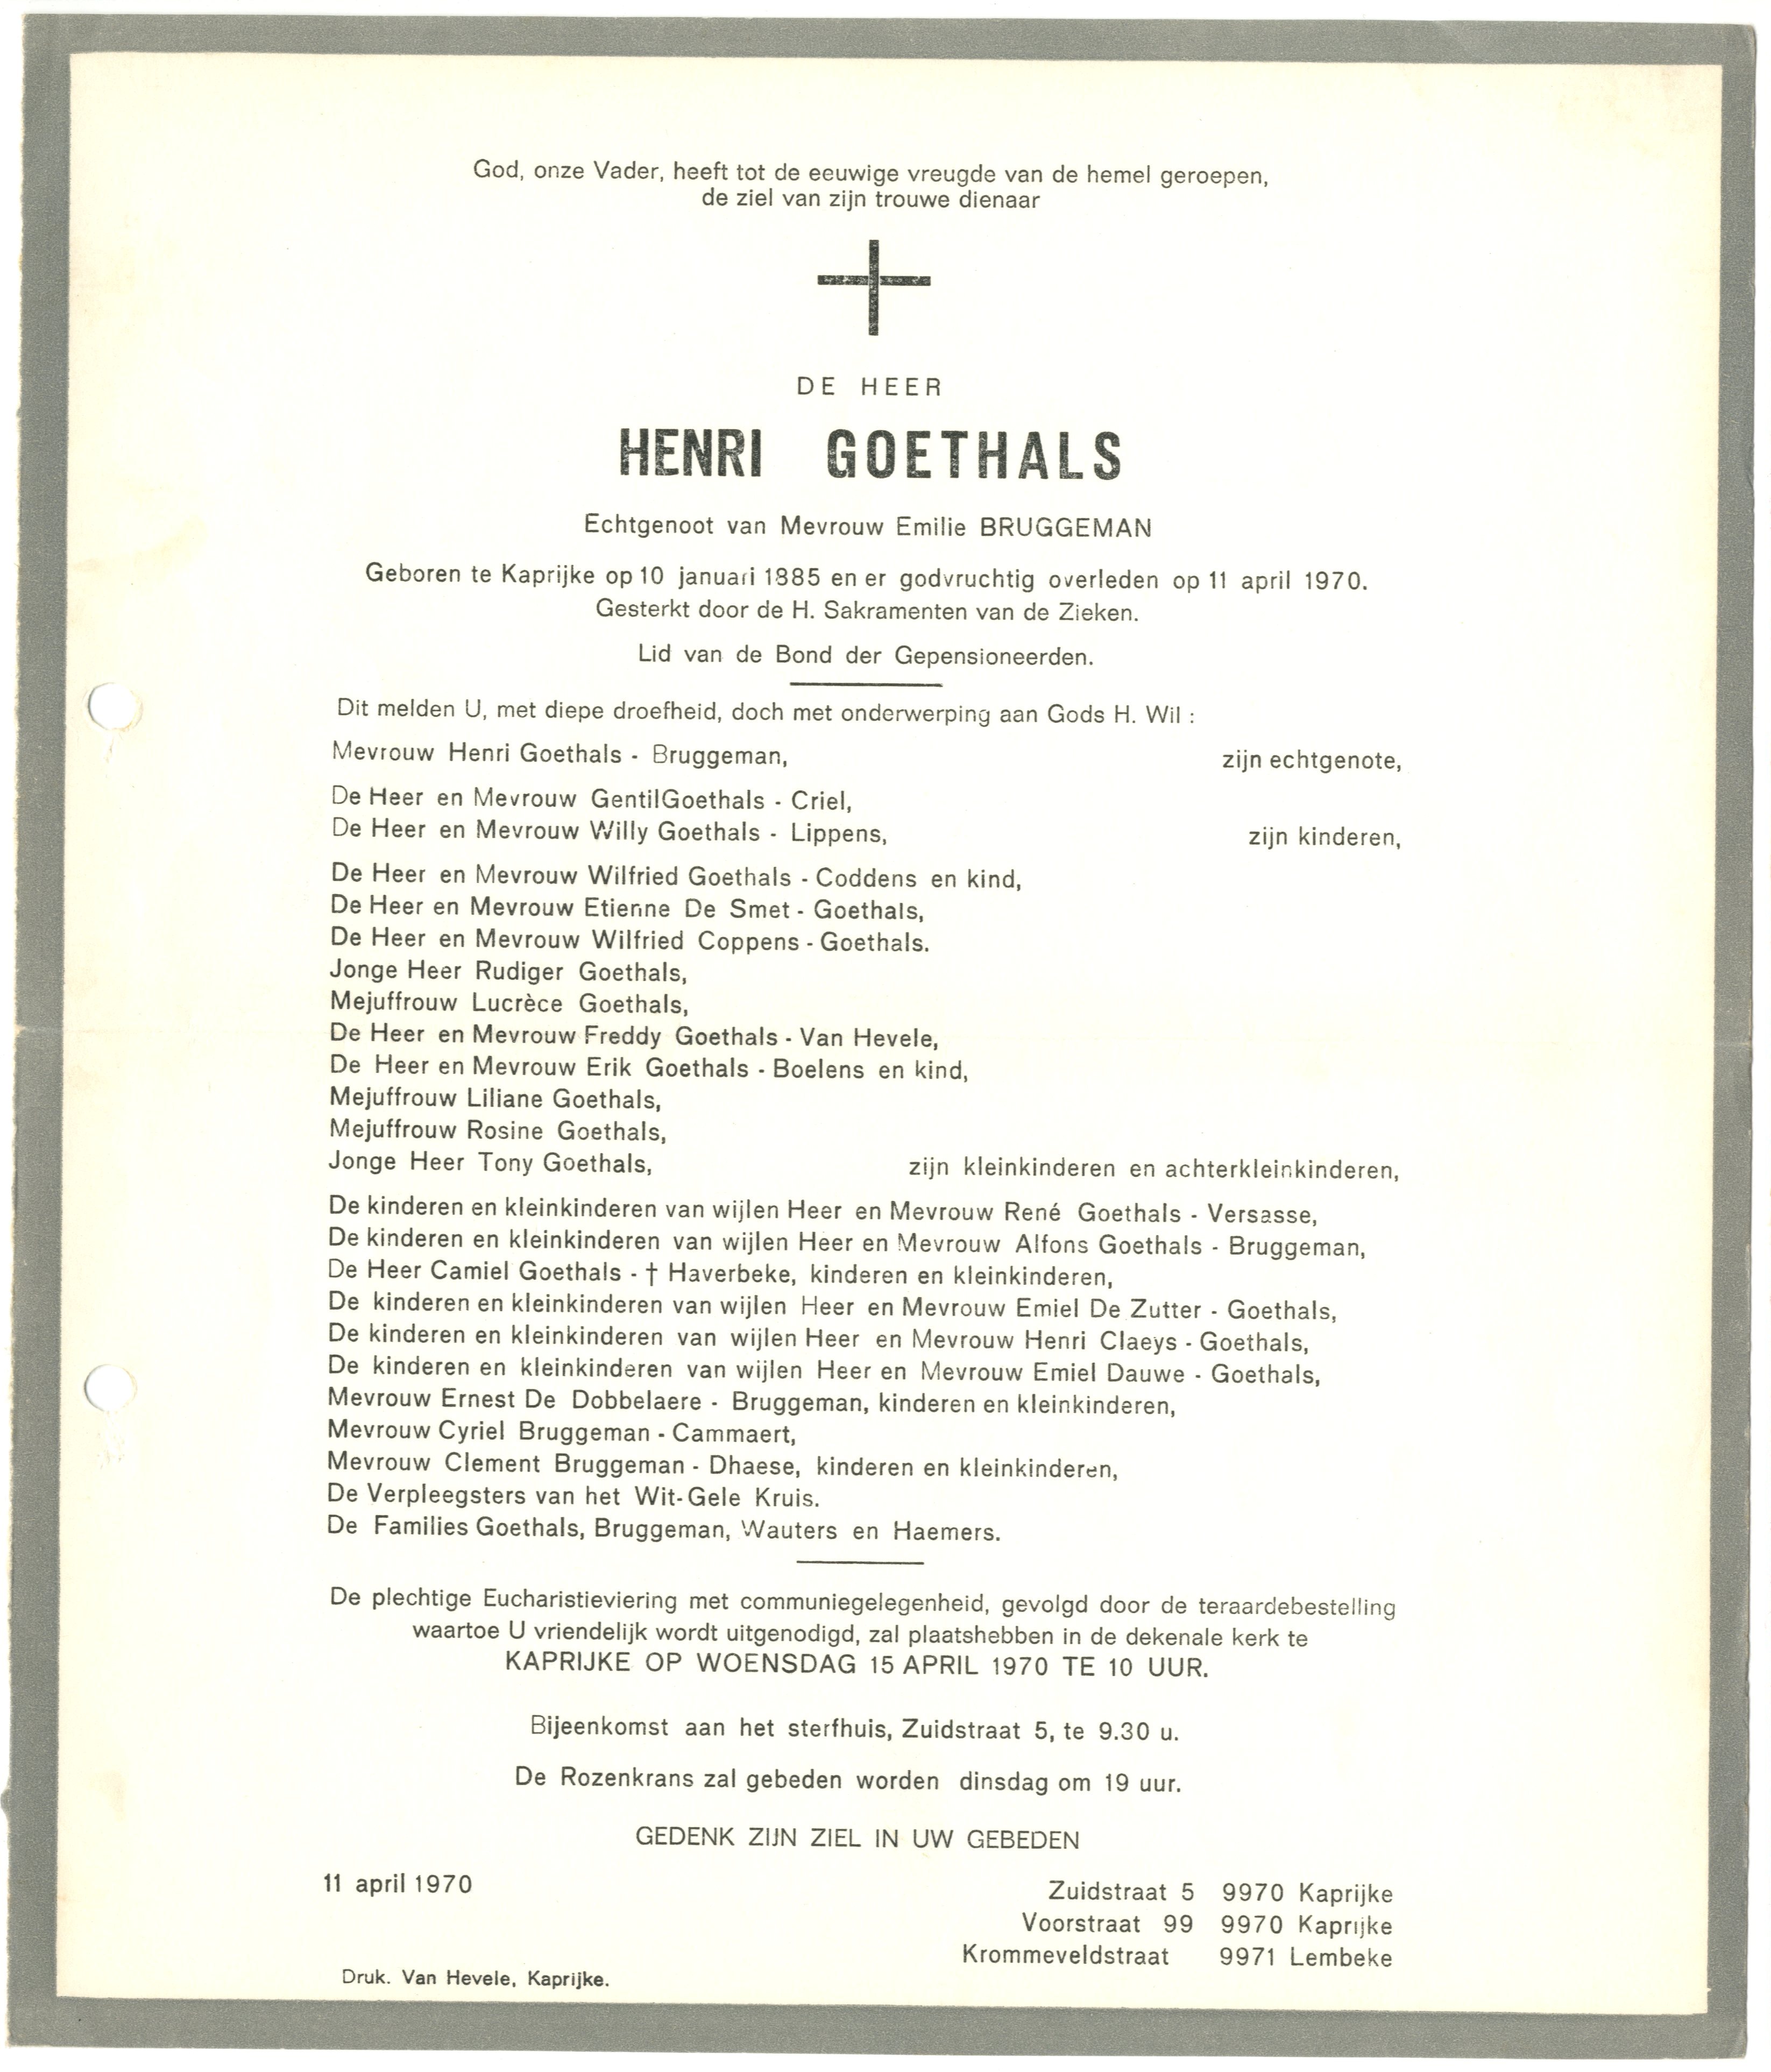 God, onze Vader, heeft tot de eeuwige vreugde van de hemel geroepen,
de ziel van zijn trouwe dienaar
DE HEER
HENRI GOETHALS
Echtgenoot van Mevrouw Emilie BRUGGEMAN
Geboren te Kaprijke op 10 januari 1885 en er godvruchtig overleden op 11 april 1970.
Gesterkt door de H. Sakramenten van de Zieken.
Lid van de Bond der Gepensioneerden.
Dit melden U, met diepe droefheid, doch met onderwerping aan Gods H. Wil :
Mevrouw Henri Goethals - Bruggeman, zijn echtgenote,
De Heer en Mevrouw GentilGoethals - Criel,
De Heer en Mevrouw Willy Goethals - Lippens, zijn kinderen,
De Heer en Mevrouw Wilfried Goethals - Coddens en kind,
De Heer en Mevrouw Etienne De Smet - Goethals,
De Heer en Mevrouw Wilfried Coppens - Goethals.
Jonge Heer Rudiger Goethals,
Mejuffrouw Lucrèce Goethals,
De Heer en Mevrouw Freddy Goethals - Van Hevele,
De Heer en Mevrouw Erik Goethals - Boelens en kind,
Mejuffrouw Liliane Goethals,
Mejuffrouw Rosine Goethals,
Jonge Heer Tony Goethals, zijn kleinkinderen en achterkleinkinderen,
De kinderen en kleinkinderen van wijlen Heer en Mevrouw René Goethals - Versasse,
De kinderen en kleinkinderen van wijlen Heer en Mevrouw Alfons Goethals - Bruggeman,
De Heer Camiel Goethals - † Haverbeke, kinderen en kleinkinderen,
De kinderen en kleinkinderen van wijlen Heer en Mevrouw Emiel De Zutter - Goethals,
De kinderen en kleinkinderen van wijlen Heer en Mevrouw Henri Claeys - Goethals,
De kinderen en kleinkinderen van wijlen Heer en Mevrouw Emiel Dauwe - Goethals,
Mevrouw Ernest De Dobbelaere - Bruggeman, kinderen en kleinkinderen,
Mevrouw Cyriel Bruggeman - Cammaert,
Mevrouw Clement Bruggeman - Dhaese, kinderen en kleinkinderen,
De Verpleegsters van het Wit-Gele Kruis.
De Families Goethals, Bruggeman, Wauters en Haemers.
De plechtige Eucharistieviering met communiegelegenheid, gevolgd door de teraardebestelling
waartoe U vriendelijk wordt uitgenodigd, zal plaatshebben in de dekenale kerk te
KAPRIJKE OP WOENSDAG 15 APRIL 1970 TE 10 UUR.
Bijeenkomst aan het sterfhuis, Zuidstraat 5, te 9.30 u.
De Rozenkrans zal gebeden worden dinsdag om 19 uur.
GEDENK ZIJN ZIEL IN UW GEBEDEN
11 april 1970
Zuidstraat 5 9970 Kaprijke
Voorstraat 99 9970 Kaprijke
Krommeveldstraat 9971 Lembeke
Druk. Van Hevele, Kaprijke.